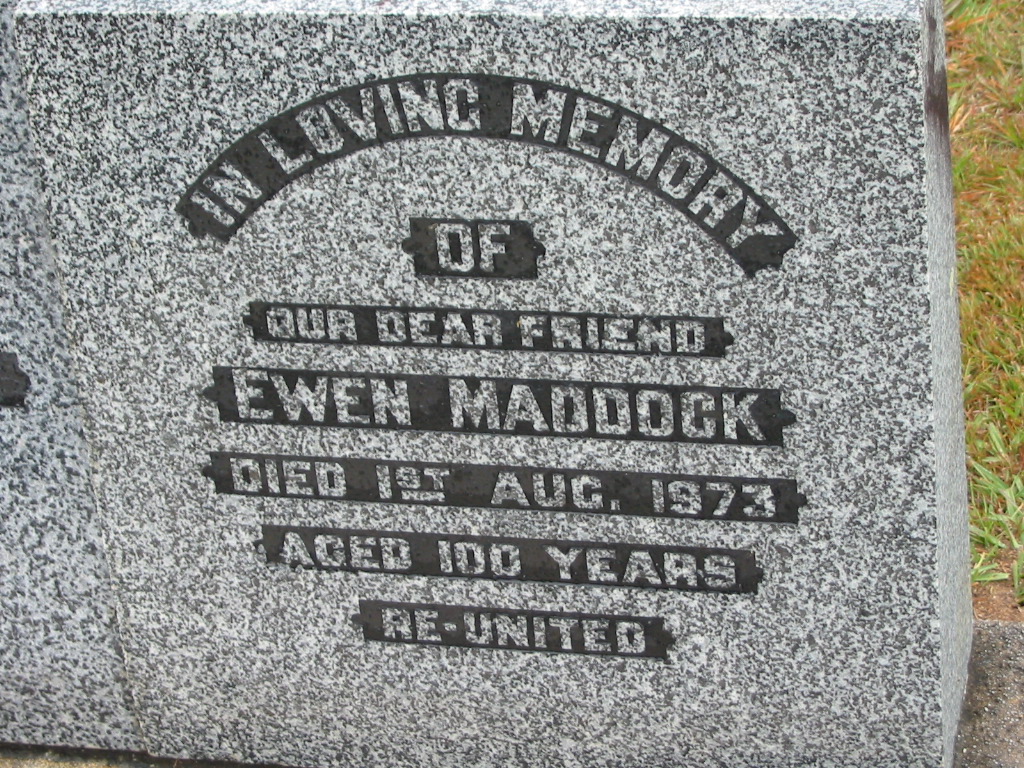 IN LOVING MEMORY
OF
OUR DEAR FRIEND
EWEN MADDOCK
DIED 1ST AUG. 1973
AGED 100 YEARS
RE-UNITED